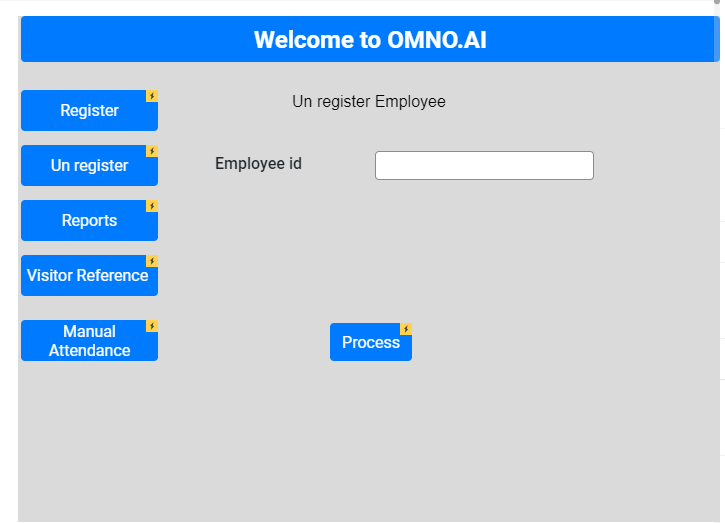 Welcome to OMNO.AI
Register
Un register Employee
Un register
Employee id
Reports
Visitor Reference
Manual
Attendance
Process